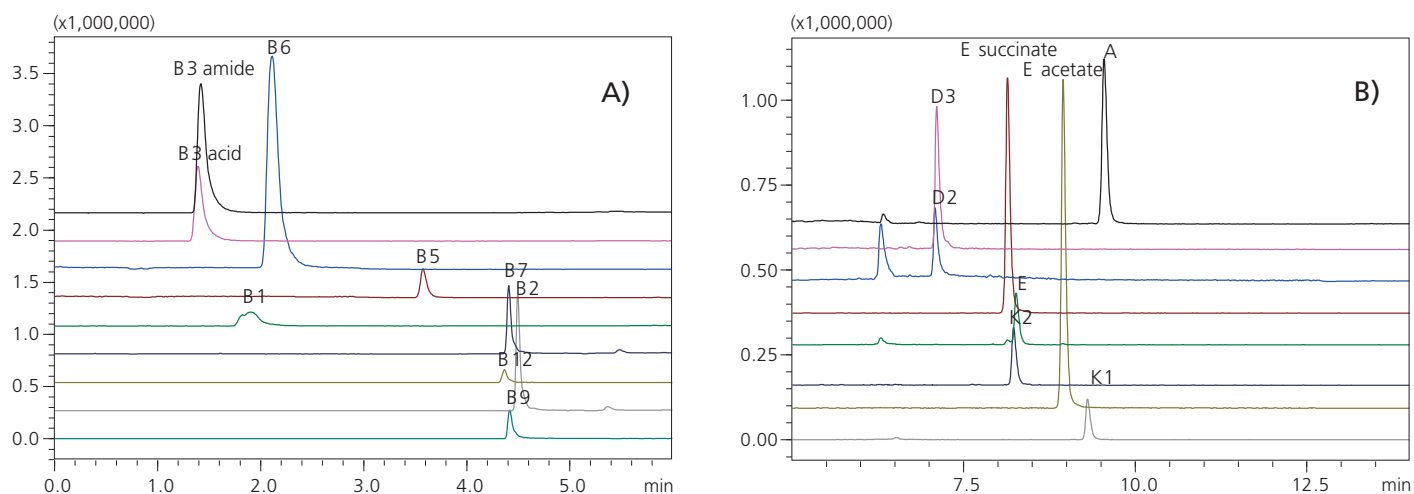 (x1,000,000)
B6
B3 amide
A)
3.5
3.0
B3 acid
2.5
2.0
B5
B7
1.5
B2
B1
1.0
B12
0.5
B9
0.0
0.0 1.0 2.0 3.0 4.0 5.0 min
(x1,000,000)
E succinate
A
E acetate
B)
D3
1.00
0.75
D2
0.50
E
K2
0.25
K1
0.00
7.5 10.0 12.5 min